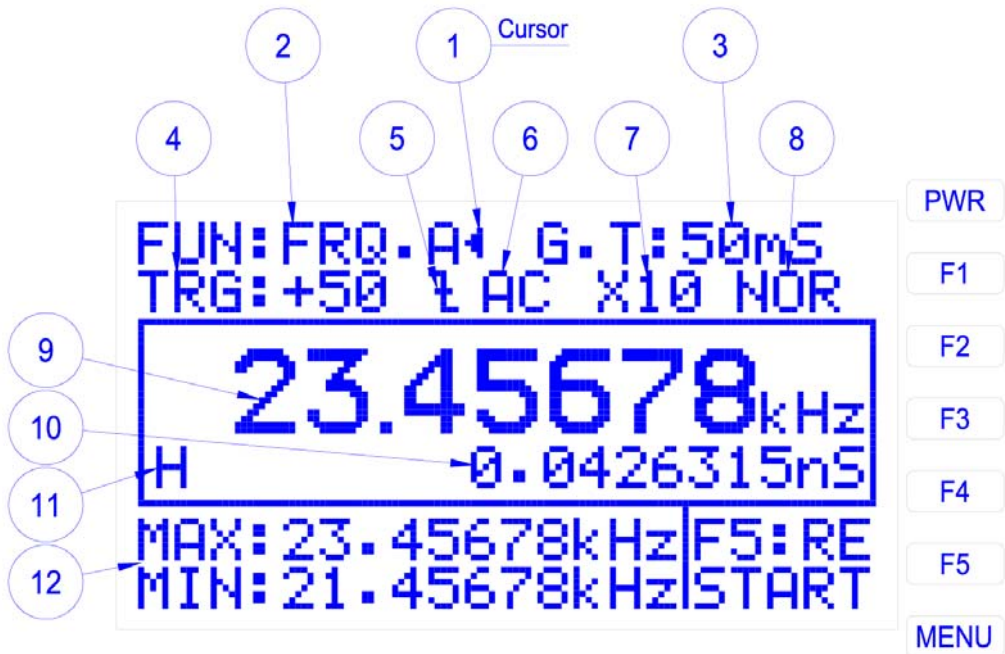 Cursor
2
1
3
4
5
6
7
8
PWR
FUN:FRQ.A G.T:50mS
TRG:+50 AC X10 NOR
F1
F2
9
23.45678kHz
F3
10
H 0.0426315nS
11
F4
MAX:23.45678kHz F5:RE
F5
12
MIN:21.45678kHz START
MENU